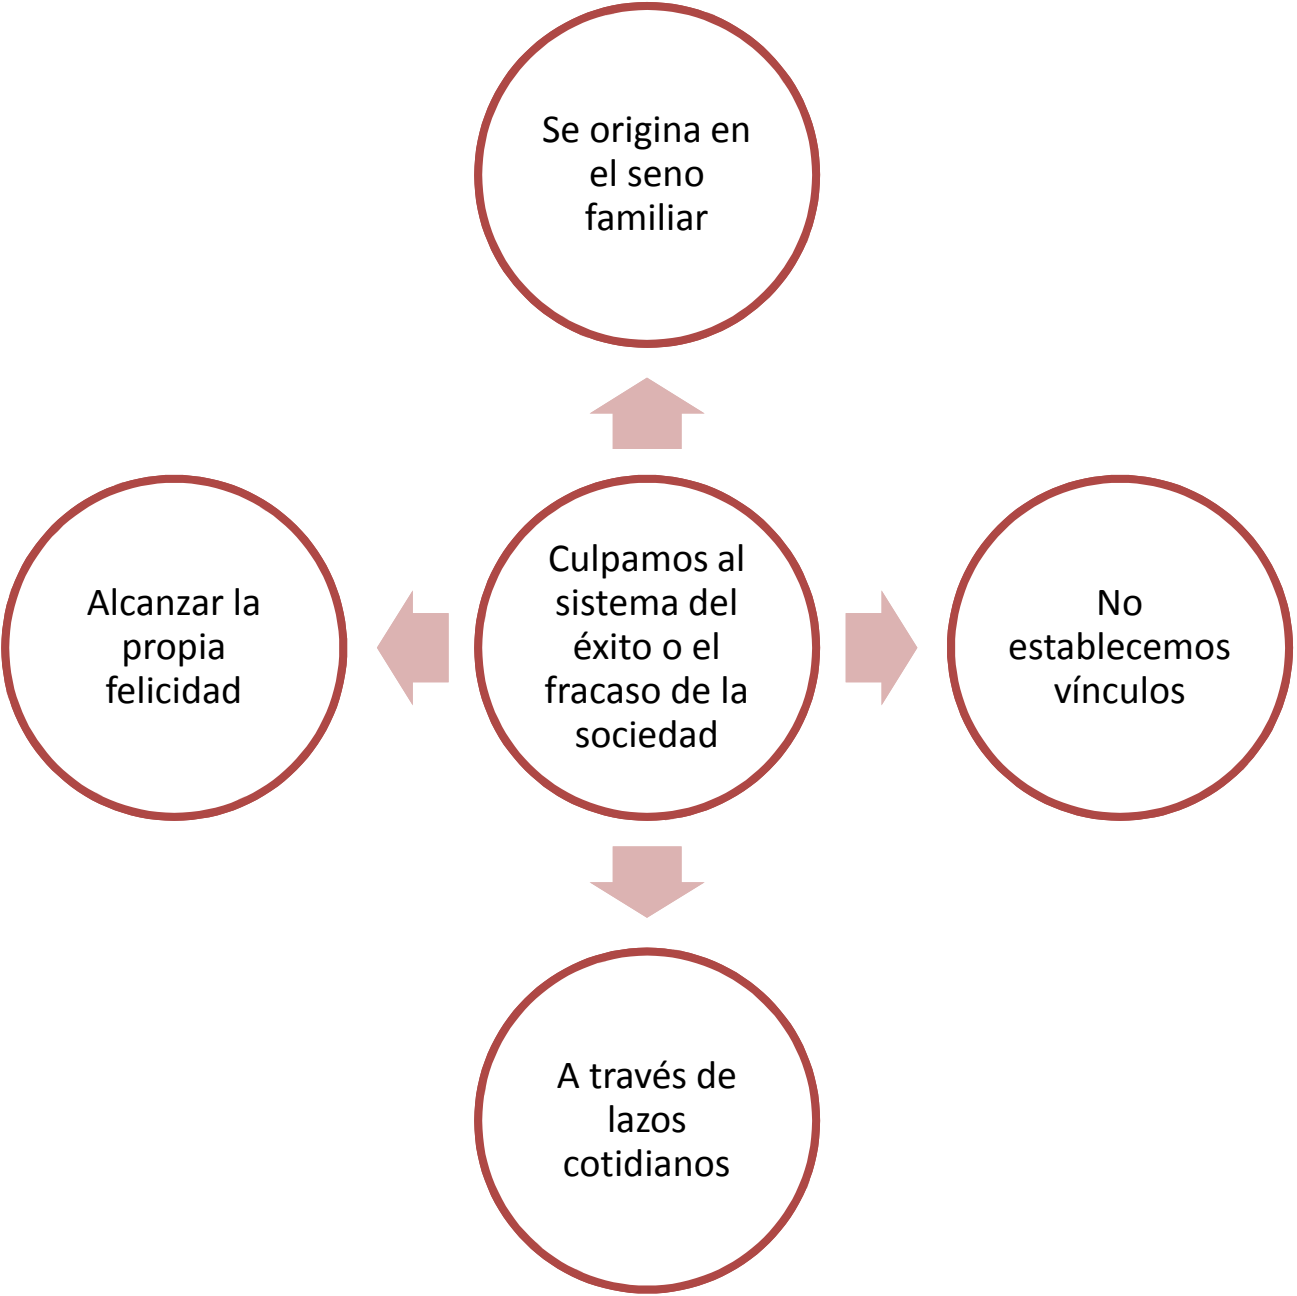 Se origina en
el seno
familiar
Alcanzar la
propia
felicidad
Culpamos al
sistema del
éxito o el
fracaso de la
sociedad
No
establecemos
vínculos
A través de
lazos
cotidianos